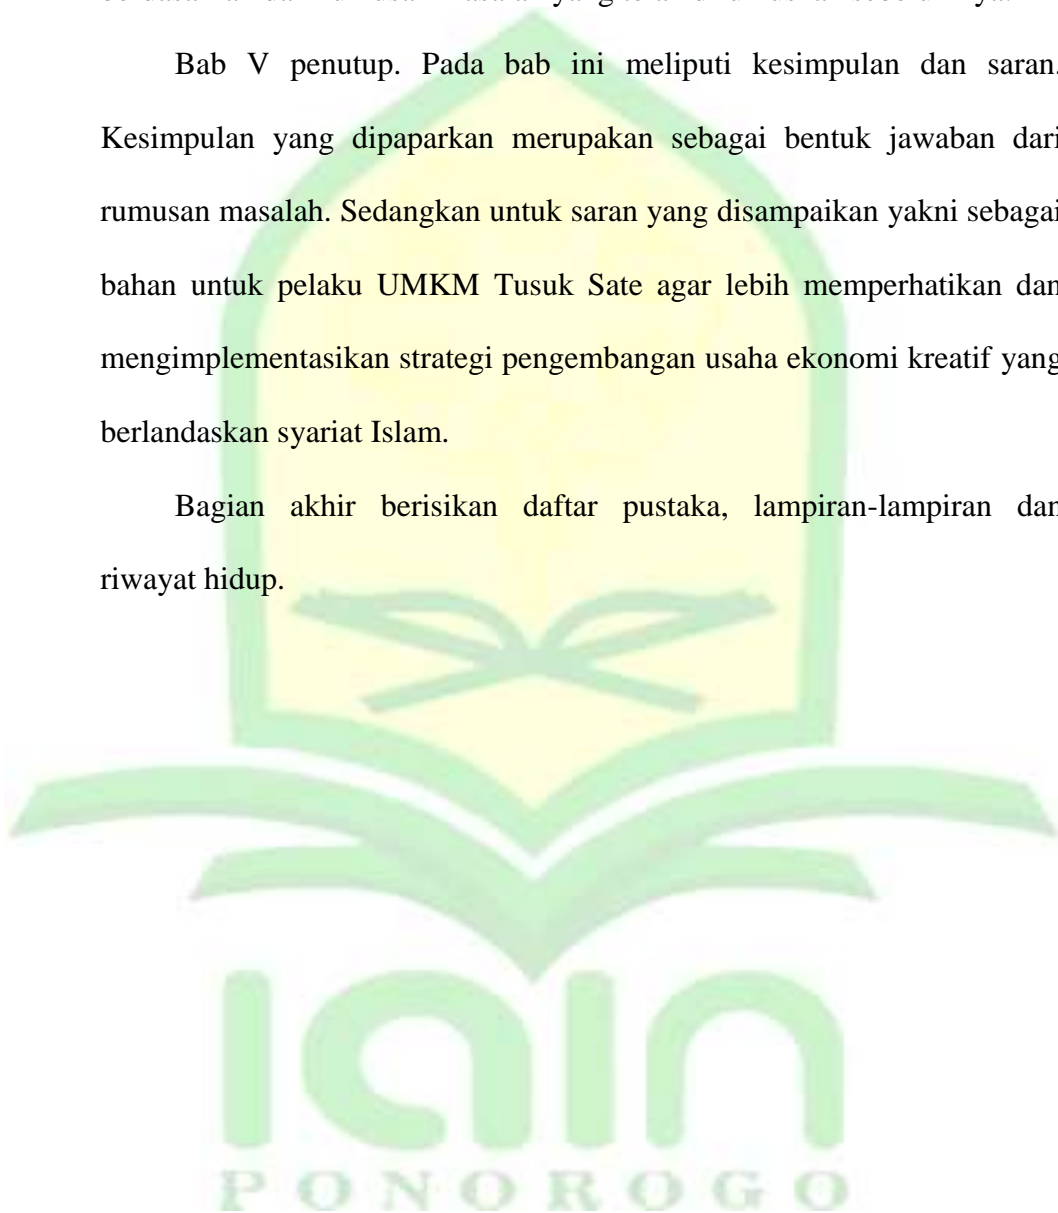 Bab V penutup. Pada bab ini meliputi kesimpulan dan saran.
Kesimpulan yang dipaparkan merupakan sebagai bentuk jawaban dari
rumusan masalah. Sedangkan untuk saran yang disampaikan yakni sebagai
bahan untuk pelaku UMKM Tusuk Sate agar lebih memperhatikan dan
mengimplementasikan strategi pengembangan usaha ekonomi kreatif yang
berlandaskan syariat Islam.
Bagian akhir berisikan daftar pustaka, lampiran-lampiran dan
riwayat hidup.
iain
PONOROGO